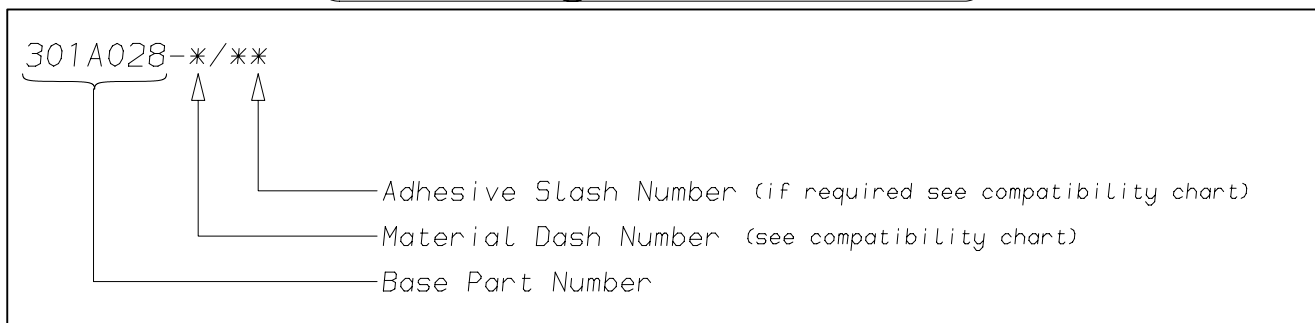 301A028-*/**
Adhesive Slash Number (if required see compatibility chart)
Material Dash Number (see compatibility chart)
Base Part Number